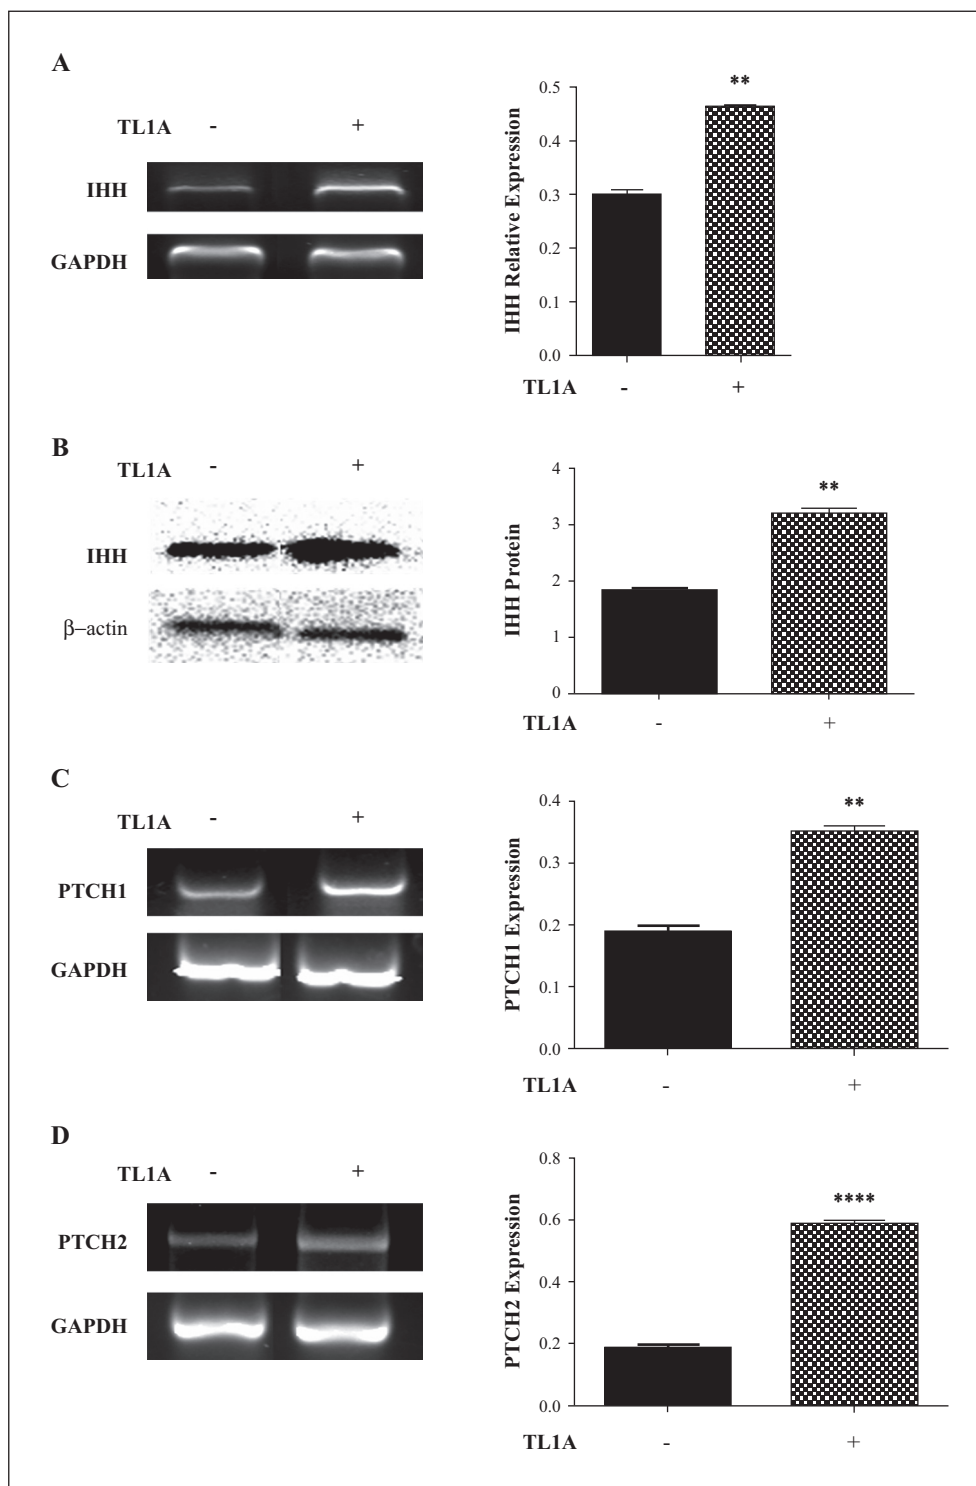 A
TL1A - +
IHH
GAPDH
**
IHH Relative Expression
0.5
0.4
0.3
0.2
0.1
0.0
TL1A - +
B
TL1A - +
IHH
β–actin
**
IHH Protein
4
3
2
1
0
TL1A - +
C
TL1A - +
PTCH1
GAPDH
**
PTCH1 Expression
0.4
0.3
0.2
0.1
0.0
TL1A - +
D
TL1A - +
PTCH2
GAPDH
****
PTCH2 Expression
0.8
0.6
0.4
0.2
0.0
TL1A - +